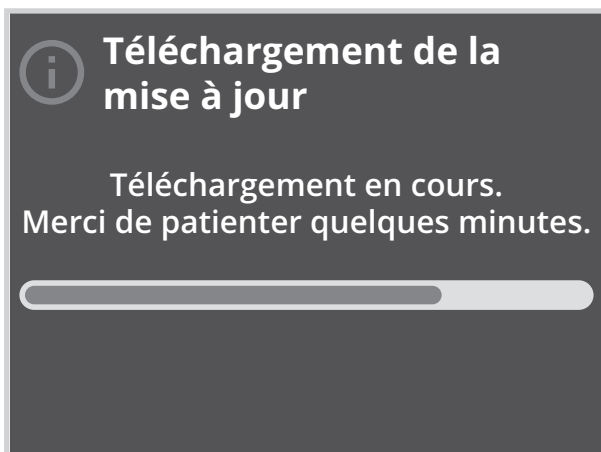 Téléchargement de la
mise à jour
Téléchargement en cours.
Merci de patienter quelques minutes.